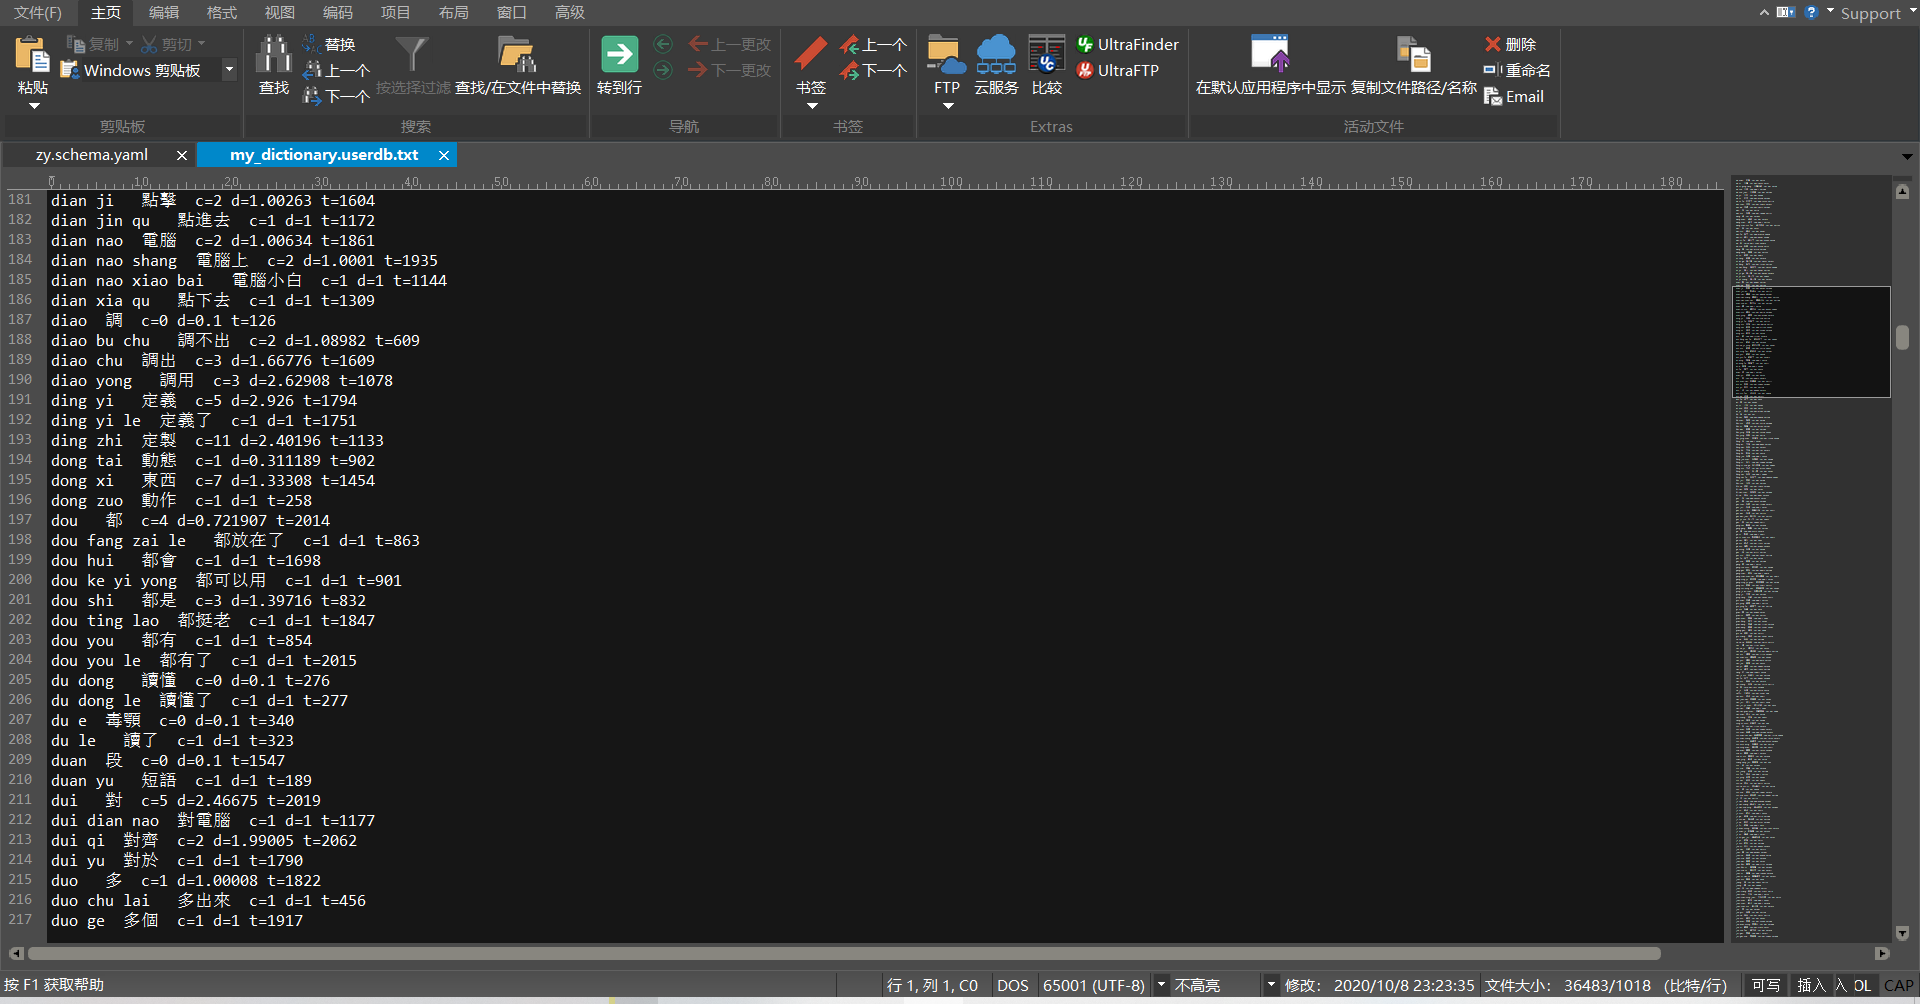 文件(F) 主页 编辑 格式 视图 编码 项目 布局 窗口 高级 Support
复制 剪切 替换 上一更改 上一个 UltraFinder 删除
Windows 剪贴板 上一个 下一更改 下一个 UltraFTP 重命名
粘贴 查找 下一个 按选择过滤 查找/在文件中替换 转到行 书签 FTP 云服务 比较 在默认应用程序中显示 复制文件路径/名称 Email
剪贴板 搜索 导航 书签 Extras 活动文件
zy.schema.yaml my_dictionary.userdb.txt
0 10 20 30 40 50 60 70 80 90 100 110 120 130 140 150 160 170 180
181 dian ji 點擊 c=2 d=1.00263 t=1604
182 dian jin qu 點進去 c=1 d=1 t=1172
183 dian nao 電腦 c=2 d=1.00634 t=1861
184 dian nao shang 電腦上 c=2 d=1.0001 t=1935
185 dian nao xiao bai 電腦小白 c=1 d=1 t=1144
186 dian xia qu 點下去 c=1 d=1 t=1309
187 diao 調 c=0 d=0.1 t=126
188 diao bu chu 調不出 c=2 d=1.08982 t=609
189 diao chu 調出 c=3 d=1.66776 t=1609
190 diao yong 調用 c=3 d=2.62908 t=1078
191 ding yi 定義 c=5 d=2.926 t=1794
192 ding yi le 定義了 c=1 d=1 t=1751
193 ding zhi 定製 c=11 d=2.40196 t=1133
194 dong tai 動態 c=1 d=0.311189 t=902
195 dong xi 東西 c=7 d=1.33308 t=1454
196 dong zuo 動作 c=1 d=1 t=258
197 dou 都 c=4 d=0.721907 t=2014
198 dou fang zai le 都放在了 c=1 d=1 t=863
199 dou hui 都會 c=1 d=1 t=1698
200 dou ke yi yong 都可以用 c=1 d=1 t=901
201 dou shi 都是 c=3 d=1.39716 t=832
202 dou ting lao 都挺老 c=1 d=1 t=1847
203 dou you 都有 c=1 d=1 t=854
204 dou you le 都有了 c=1 d=1 t=2015
205 du dong 讀懂 c=0 d=0.1 t=276
206 du dong le 讀懂了 c=1 d=1 t=277
207 du e 毒顎 c=0 d=0.1 t=340
208 du le 讀了 c=1 d=1 t=323
209 duan 段 c=0 d=0.1 t=1547
210 duan yu 短語 c=1 d=1 t=189
211 dui 對 c=5 d=2.46675 t=2019
212 dui dian nao 對電腦 c=1 d=1 t=1177
213 dui qi 對齊 c=2 d=1.99005 t=2062
214 dui yu 對於 c=1 d=1 t=1790
215 duo 多 c=1 d=1.00008 t=1822
216 duo chu lai 多出來 c=1 d=1 t=456
217 duo ge 多個 c=1 d=1 t=1917
按 F1 获取帮助 行 1, 列 1, C0 DOS 65001 (UTF-8) 不高亮 修改： 2020/10/8 23:23:35 文件大小： 36483/1018 (比特/行) 可写 插入 入 OL CAP